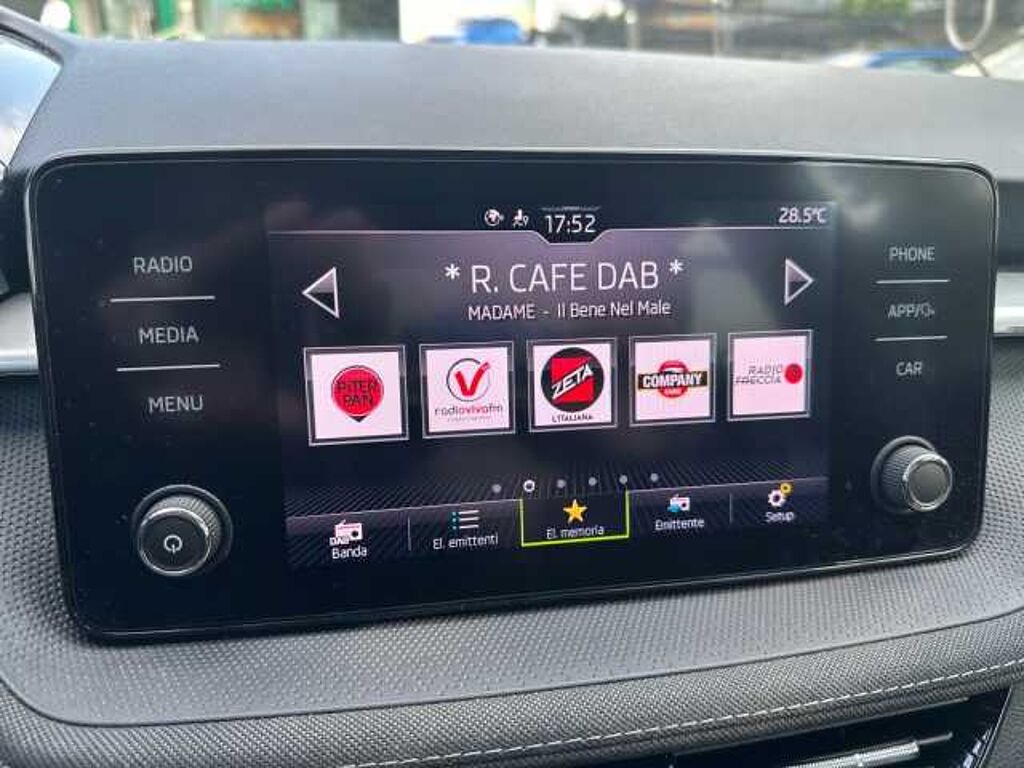 17:52
28.5°C
RADIO
MEDIA
MENU
* R. CAFE DAB *
MADAME - Il Bene Nel Male
PHONE
APP/
CAR
PiTER
PAN
radiovivafm
ZETA
L'ITALIANA
COMPANY
RADIO
FRECCIA
DAB
Banda
El. emittenti
El. memoria
Emittente
Setup